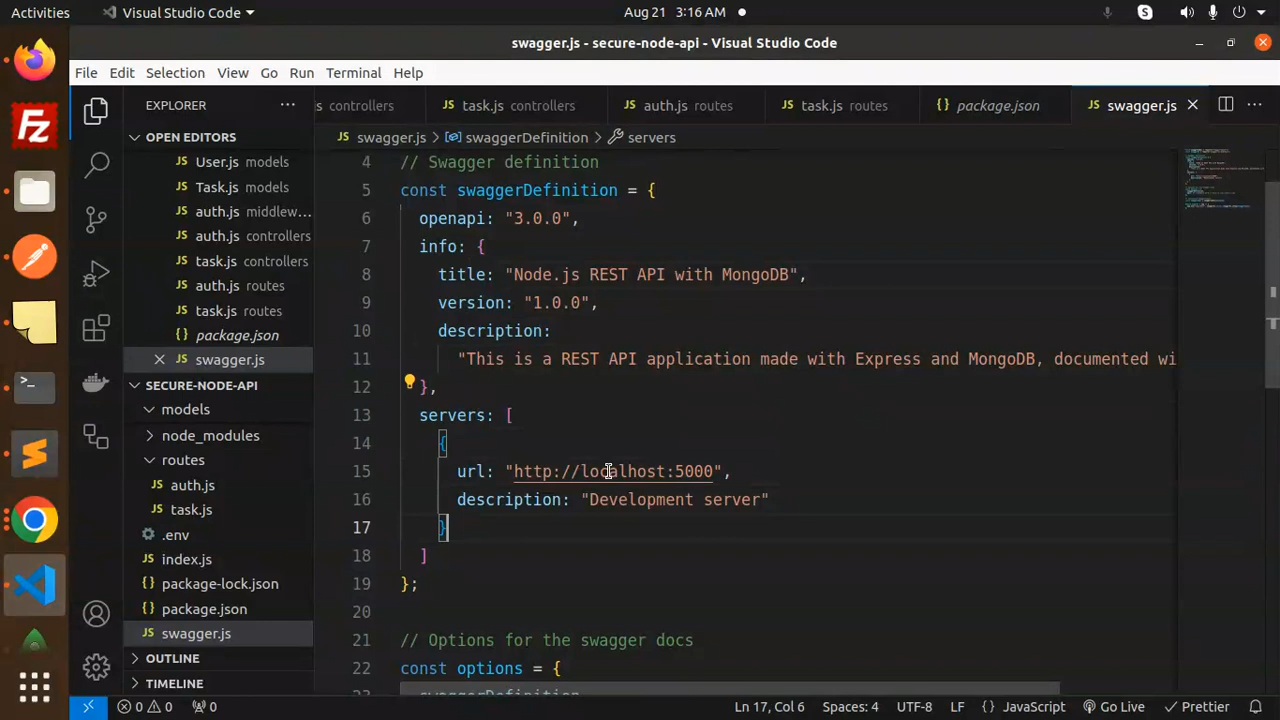 Activities Visual Studio Code Aug 21 3:16 AM
swagger.js - secure-node-api - Visual Studio Code
File Edit Selection View Go Run Terminal Help
EXPLORER
s controllers task.js controllers auth.js routes task.js routes package.json swagger.js
OPEN EDITORS
swagger.js > swaggerDefinition > servers
User.js models
Task.js models
auth.js middlew...
auth.js controllers
task.js controllers
auth.js routes
task.js routes
package.json
swagger.js
SECURE-NODE-API
models
node_modules
routes
auth.js
task.js
.env
index.js
package-lock.json
package.json
swagger.js
OUTLINE
TIMELINE
4 // Swagger definition
5 const swaggerDefinition = {
6 openapi: "3.0.0",
7 info: {
8 title: "Node.js REST API with MongoDB",
9 version: "1.0.0",
10 description:
11 "This is a REST API application made with Express and MongoDB, documented wi
12 },
13 servers: [
14 {
15 url: "http://localhost:5000",
16 description: "Development server"
17 }
18 ]
19 };
20
21 // Options for the swagger docs
22 const options = {
swaggerDefinition
0 0 0 Ln 17, Col 6 Spaces: 4 UTF-8 LF {} JavaScript Go Live Prettier